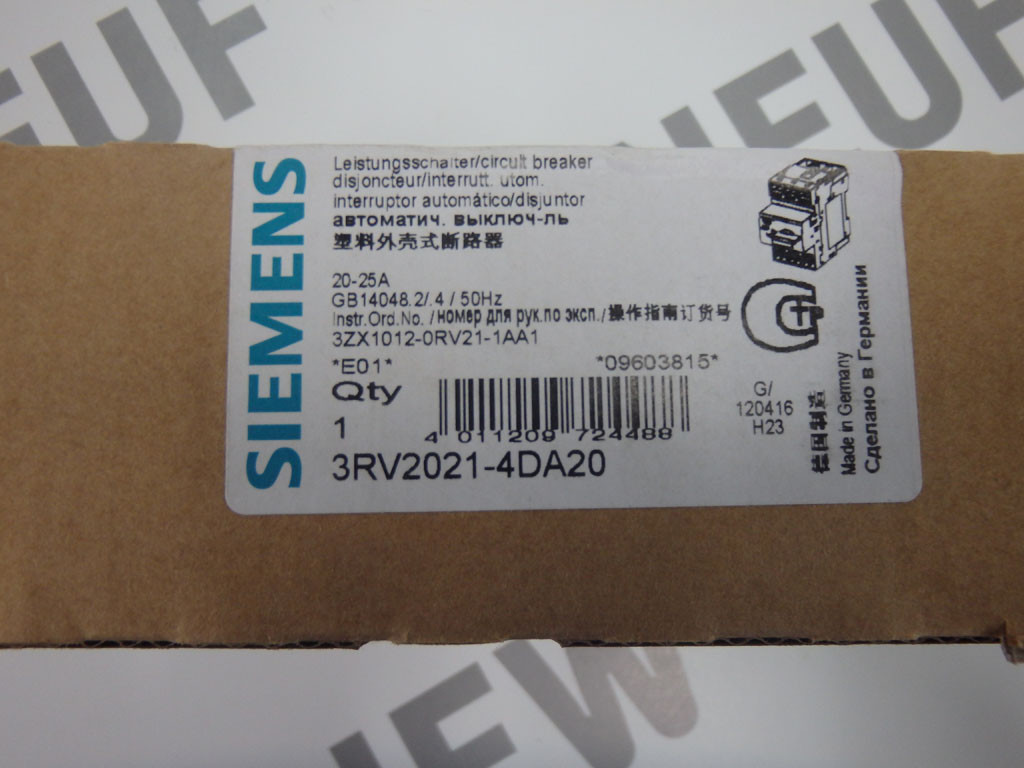 NEUF
NEUF
SIEMENS
Leistungsschalter/circuit breaker
disjoncteur/interrutt. utom.
interruptor automático/disjuntor
автоматич. выключ-ль
塑料外壳式断路器
20-25A
GB14048.2/.4 / 50Hz
Instr.Ord.No. /номер для рук.по эксп./操作指南订货号
3ZX1012-0RV21-1AA1
*E01* *09603815*
Qty
1
4 011209 724488
3RV2021-4DA20
G/
120416
H23
德国制造
Made in Germany
Сделано в Германии
NEW